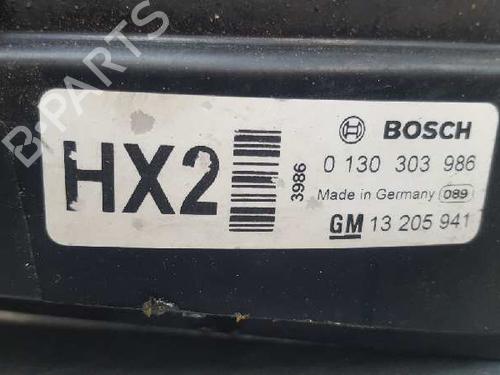 B-PARTS
HX2
3986
BOSCH
0 130 303 986
Made in Germany 089
GM 13 205 941